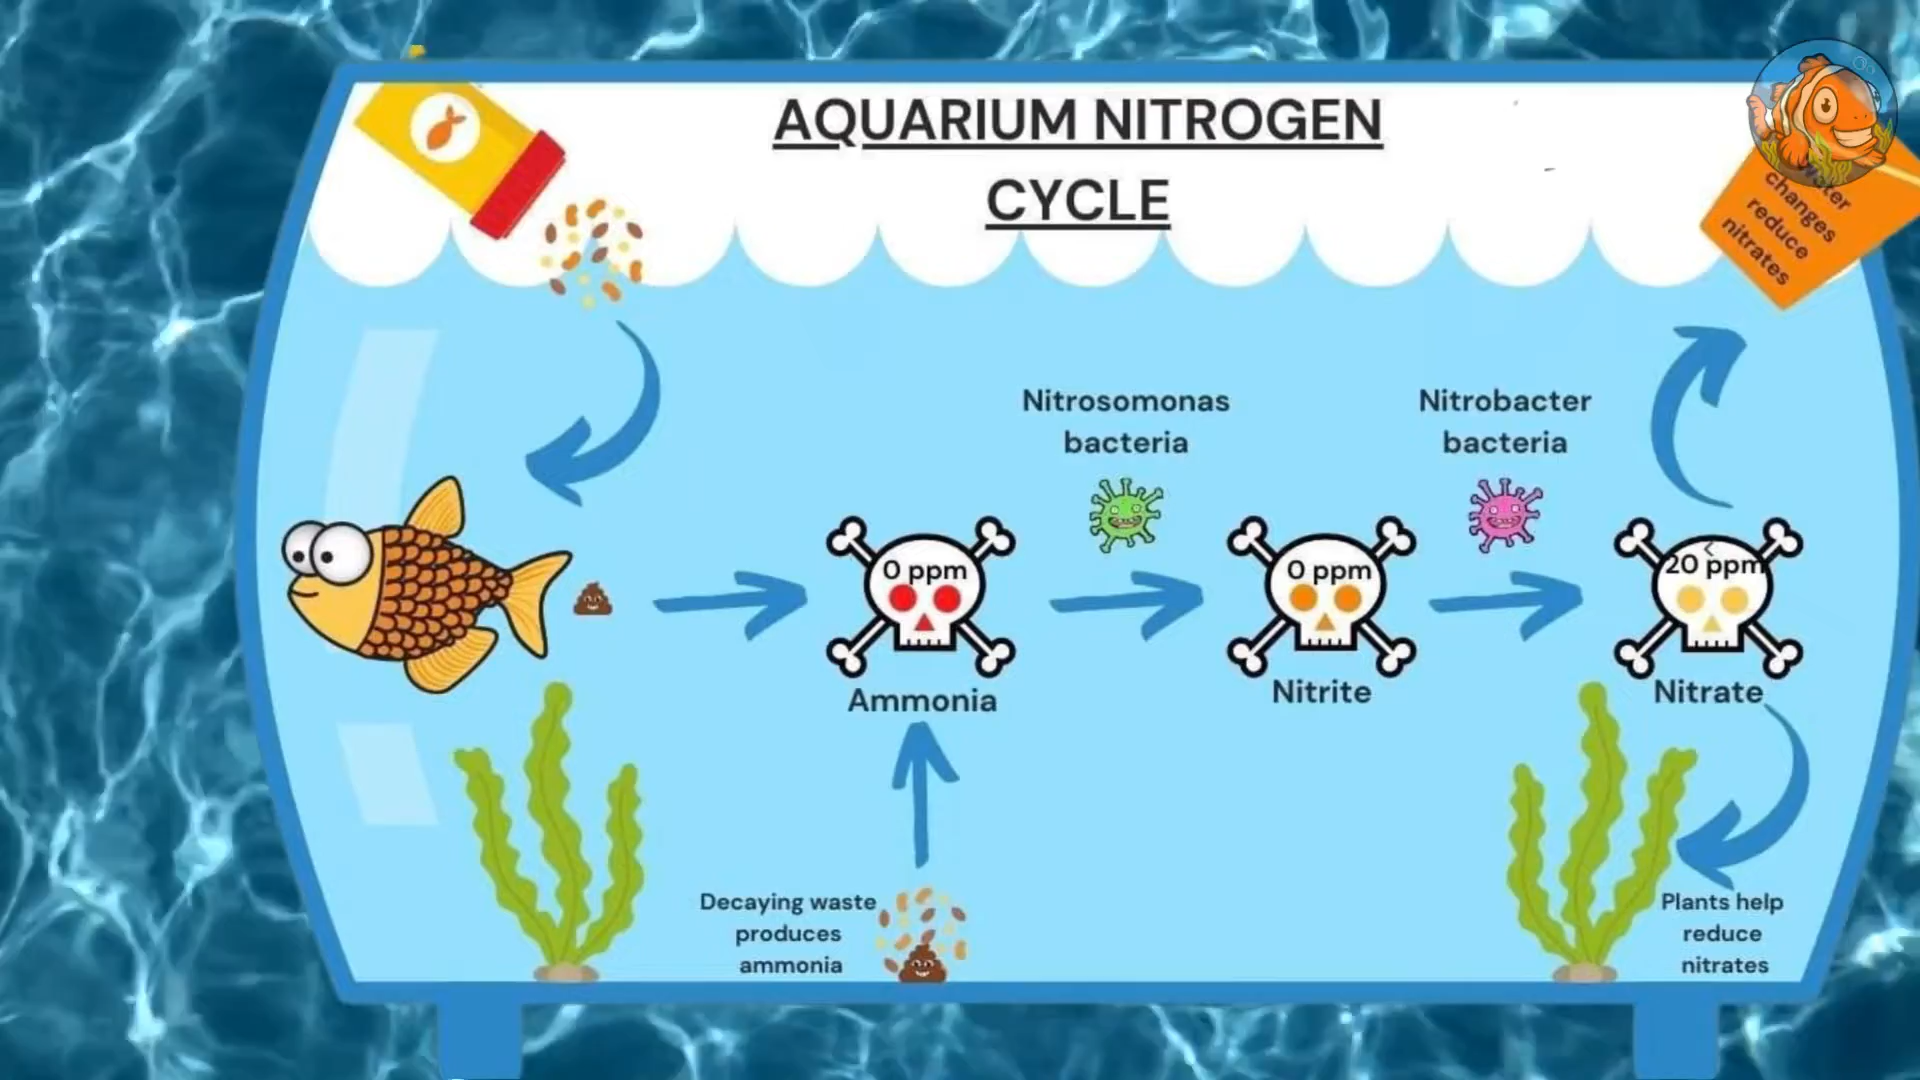 AQUARIUM NITROGEN
CYCLE
changes
reduce
nitrates
Nitrosomonas
bacteria
Nitrobacter
bacteria
0 ppm
0 ppm
<
20 ppm
Ammonia
Nitrite
Nitrate
Decaying waste
produces
ammonia
Plants help
reduce
nitrates